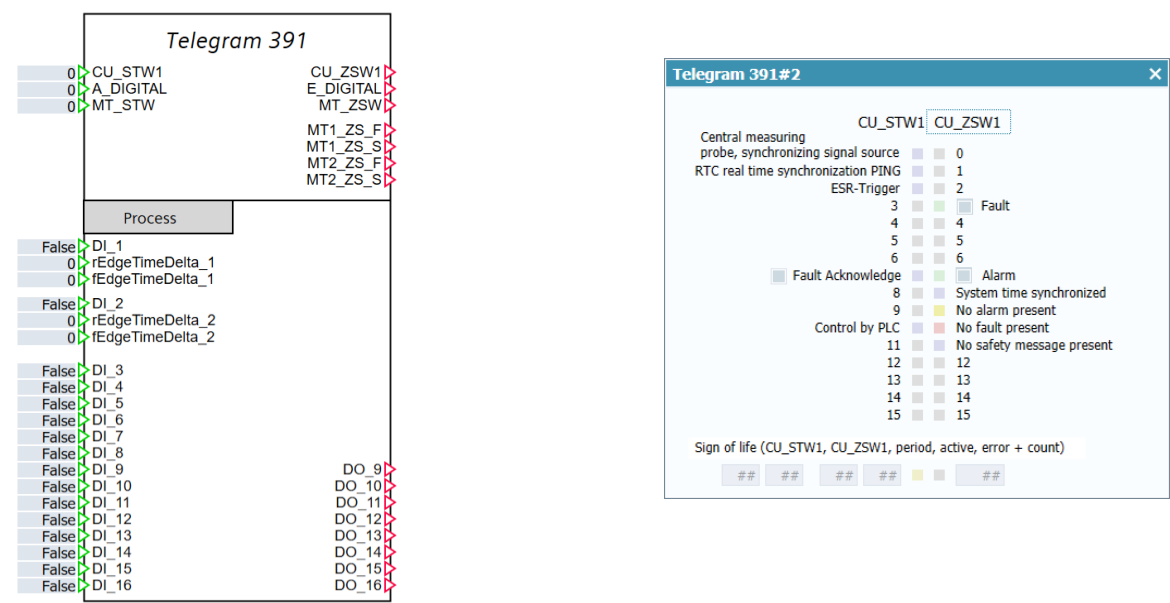 Telegram 391
0 CU_STW1 CU_ZSW1
0 A_DIGITAL E_DIGITAL
0 MT_STW MT_ZSW
MT1_ZS_F
MT1_ZS_S
MT2_ZS_F
MT2_ZS_S
Process
False DI_1
0 rEdgeTimeDelta_1
0 fEdgeTimeDelta_1
False DI_2
0 rEdgeTimeDelta_2
0 fEdgeTimeDelta_2
False DI_3
False DI_4
False DI_5
False DI_6
False DI_7
False DI_8
False DI_9 DO_9
False DI_10 DO_10
False DI_11 DO_11
False DI_12 DO_12
False DI_13 DO_13
False DI_14 DO_14
False DI_15 DO_15
False DI_16 DO_16
Telegram 391#2
CU_STW1 CU_ZSW1
Central measuring
probe, synchronizing signal source 0
RTC real time synchronization PING 1
ESR-Trigger 2
3 Fault
4 4
5 5
6 6
Fault Acknowledge Alarm
8 System time synchronized
9 No alarm present
Control by PLC No fault present
11 No safety message present
12 12
13 13
14 14
15 15
Sign of life (CU_STW1, CU_ZSW1, period, active, error + count)
## ## ## ## ##